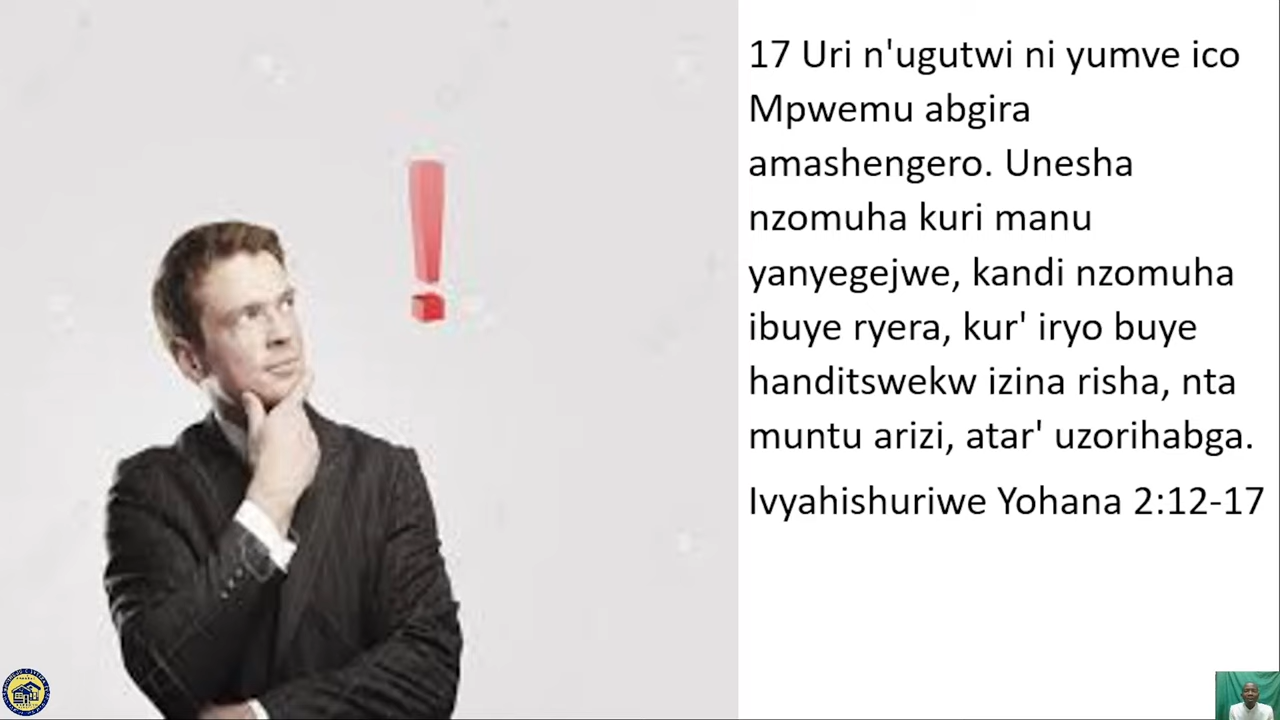 17 Uri n'ugutwi ni yumve ico
Mpwemu abgira
amashengero. Unesha
nzomuha kuri manu
yanyegejwe, kandi nzomuha
ibuye ryera, kur' iryo buye
handitswekw izina risha, nta
muntu arizi, atar' uzorihabga.
Ivyahishuriwe Yohana 2:12-17